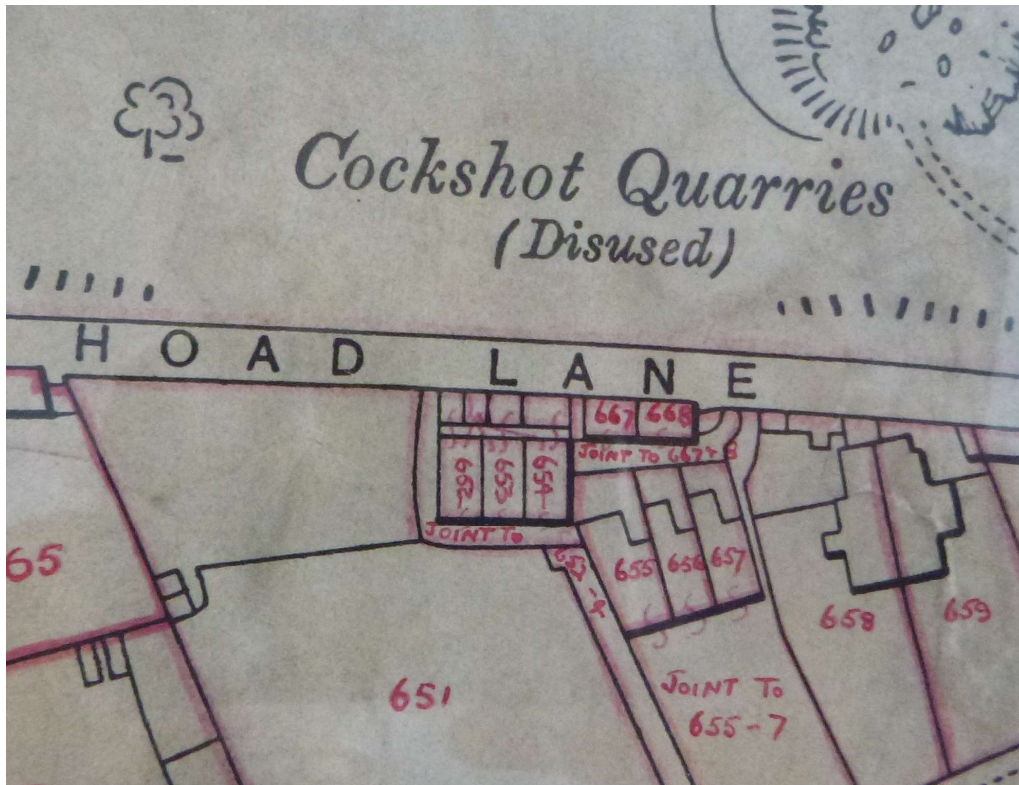 Cockshot Quarries
(Disused)
HOAD LANE
667 668
JOINT TO 667+8
652 653 654
JOINT TO
655 656 657
65
658 659
651
JOINT TO
655-7